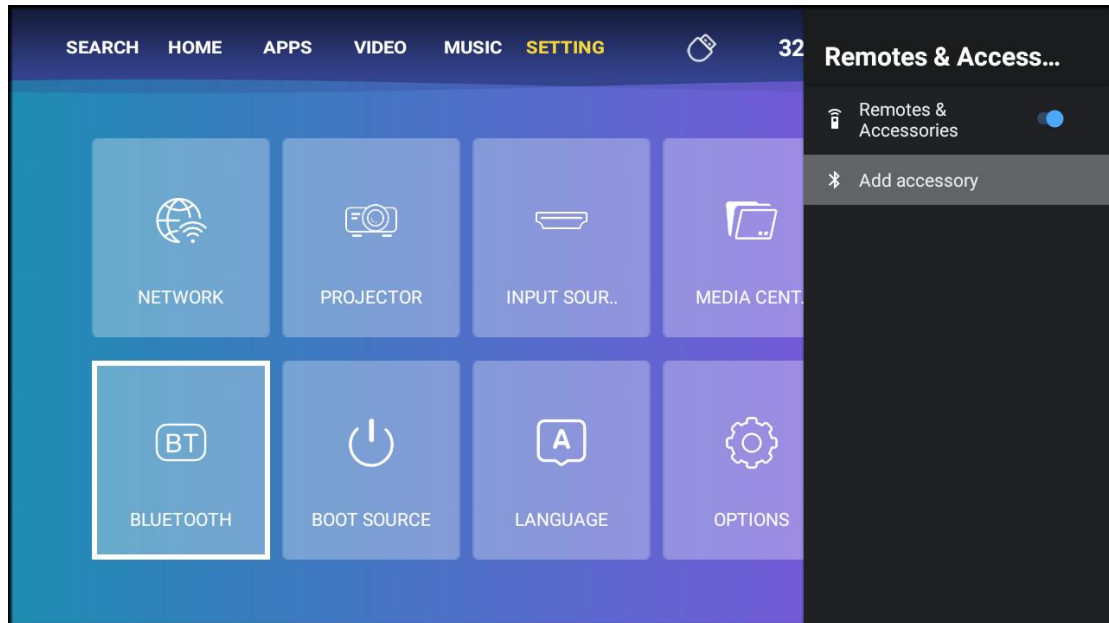 SEARCH HOME APPS VIDEO MUSIC SETTING 32
Remotes & Access...
Remotes &
Accessories
Add accessory
NETWORK PROJECTOR INPUT SOUR.. MEDIA CENT.
BT A
BLUETOOTH BOOT SOURCE LANGUAGE OPTIONS